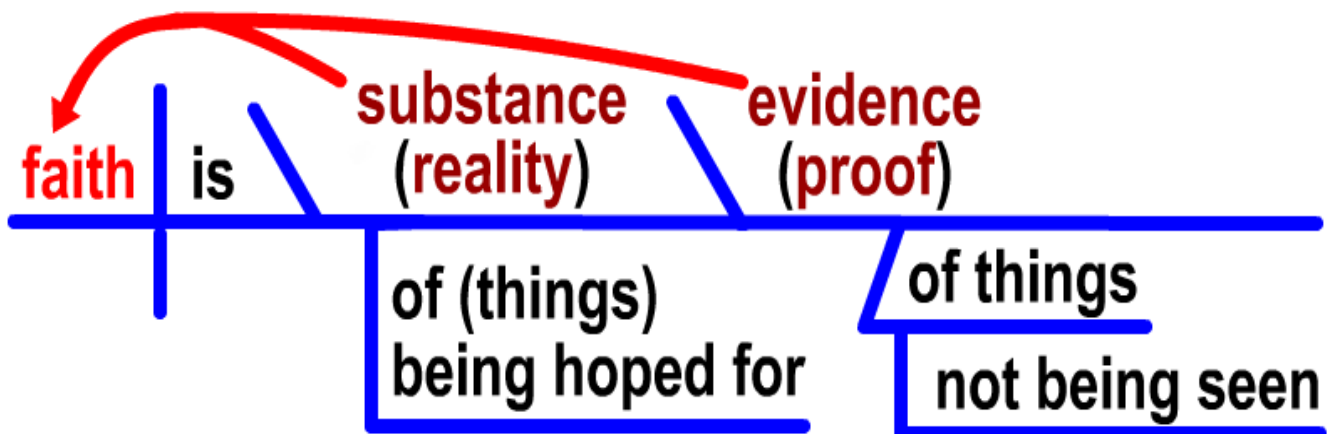 faith is substance evidence
(reality) (proof)
of (things)
being hoped for
of things
not being seen